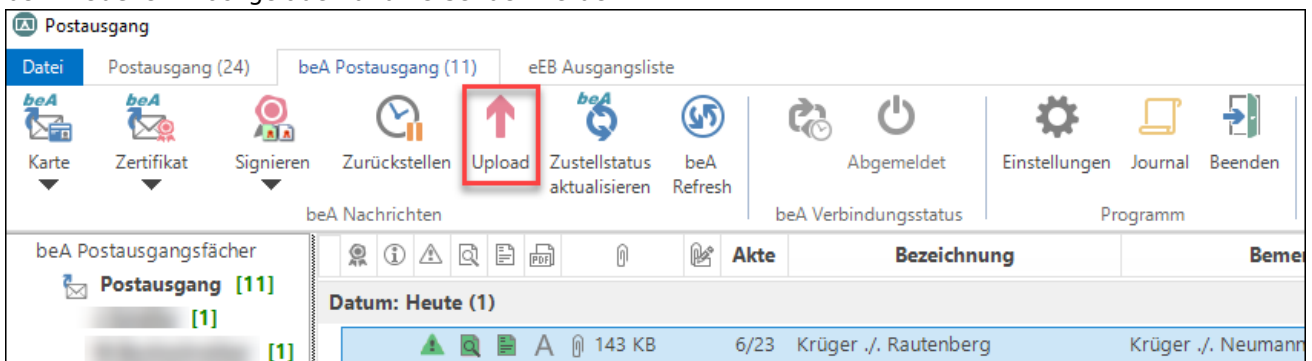 Postausgang
Datei Postausgang (24) beA Postausgang (11) eEB Ausgangsliste
beA beA beA
Karte Zertifikat Signieren Zurückstellen Upload Zustellstatus aktualisieren beA Refresh Abgemeldet Einstellungen Journal Beenden
beA Nachrichten beA Verbindungsstatus Programm
beA Postausgangsfächer
Postausgang [11]
[1]
[1]
PDF Akte Bezeichnung Bemer
Datum: Heute (1)
A 143 KB 6/23 Krüger ./. Rautenberg Krüger ./. Neumann